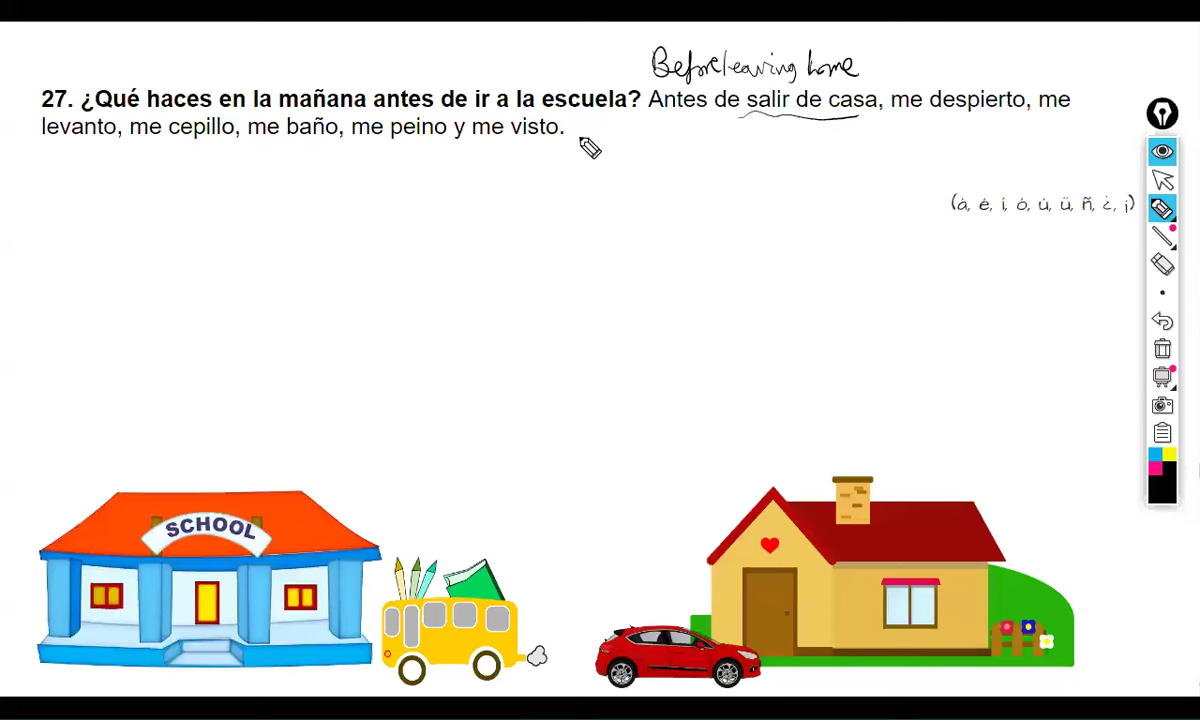 Before leaving home
27. ¿Qué haces en la mañana antes de ir a la escuela? Antes de salir de casa, me despierto, me
levanto, me cepillo, me baño, me peino y me visto.
(á, é, í, ó, ú, ü, ñ, ¿, ¡)
SCHOOL